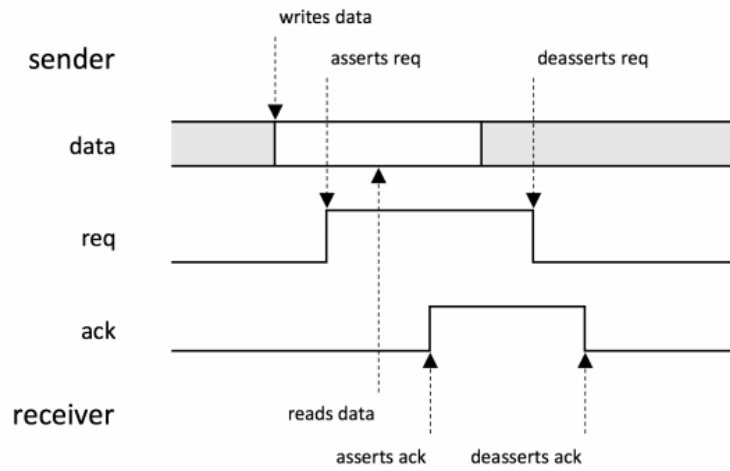 writes data
sender
asserts req
deasserts req
data
req
ack
receiver
reads data
asserts ack
deasserts ack